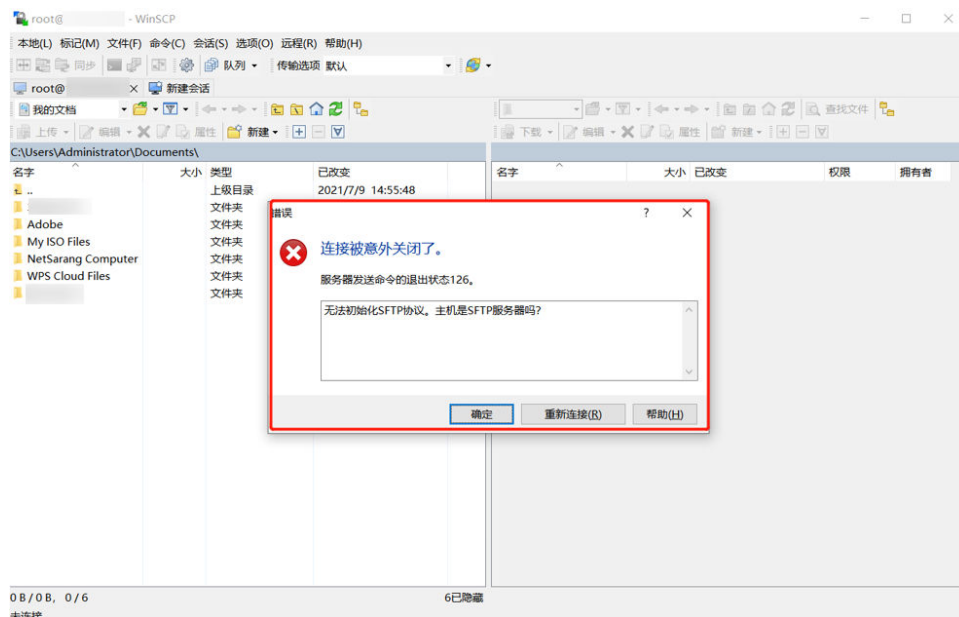 root@ - WinSCP
本地(L) 标记(M) 文件(F) 命令(C) 会话(S) 选项(O) 远程(R) 帮助(H)
同步 队列 传输选项 默认
root@ × 新建会话
我的文档 查找文件
上传 编辑 属性 新建 下载 编辑 属性 新建
C:\Users\Administrator\Documents\
名字 大小 类型 已改变 名字 大小 已改变 权限 拥有者
.. 上级目录 2021/7/9 14:55:48
文件夹
Adobe 文件夹
My ISO Files 文件夹
NetSarang Computer 文件夹
WPS Cloud Files 文件夹
文件夹
错误 ? ×
连接被意外关闭了。
服务器发送命令的退出状态126。
无法初始化SFTP协议。主机是SFTP服务器吗?
确定 重新连接(R) 帮助(H)
0 B / 0 B, 0 / 6 6已隐藏
未连接